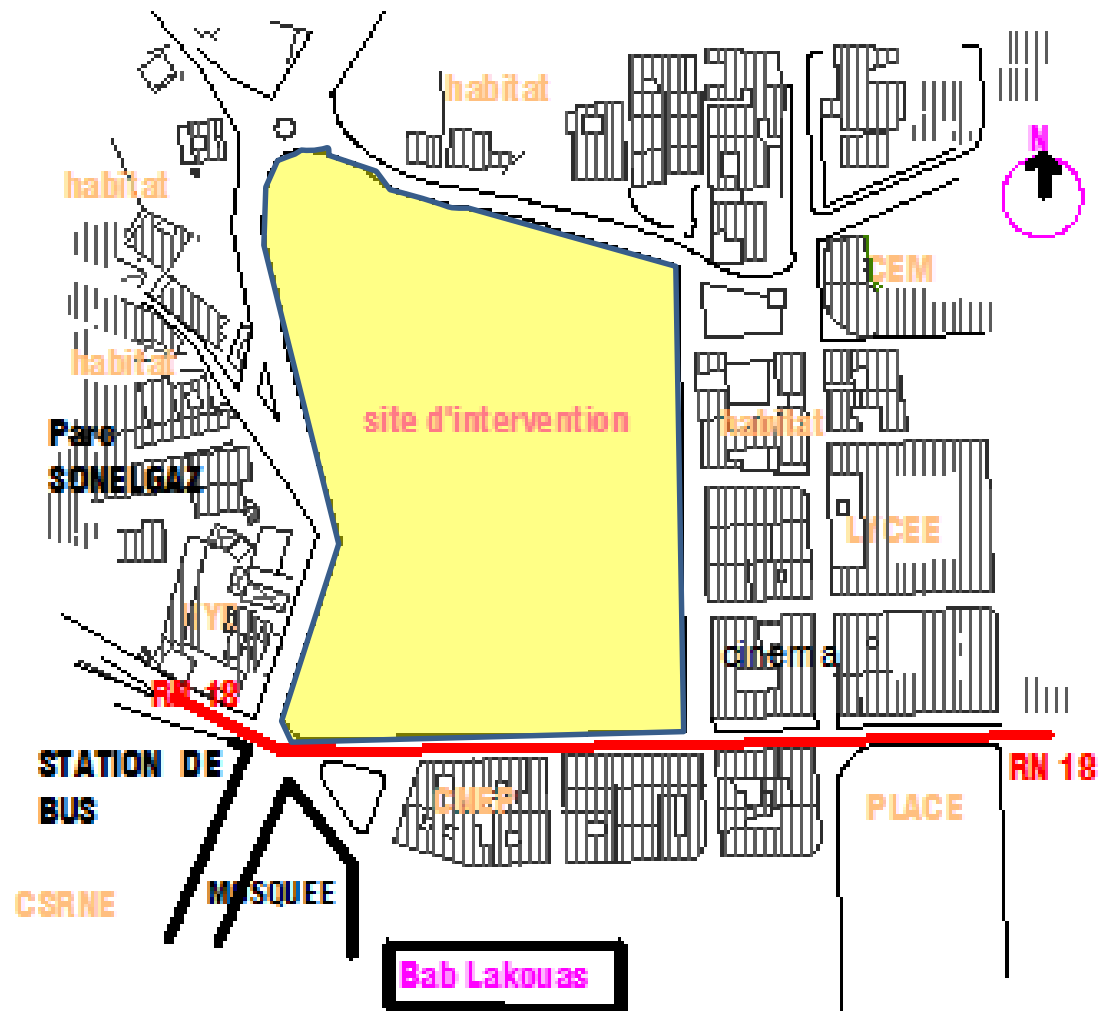 habitat
N
habitat
CEM
habitat
site d'intervention
habitat
Parc
SONELGAZ
LYCEE
cinema
RN 18
STATION DE
BUS
RN 18
CNEP
PLACE
CSRNE
MOSQUEE
Bab Lakouas